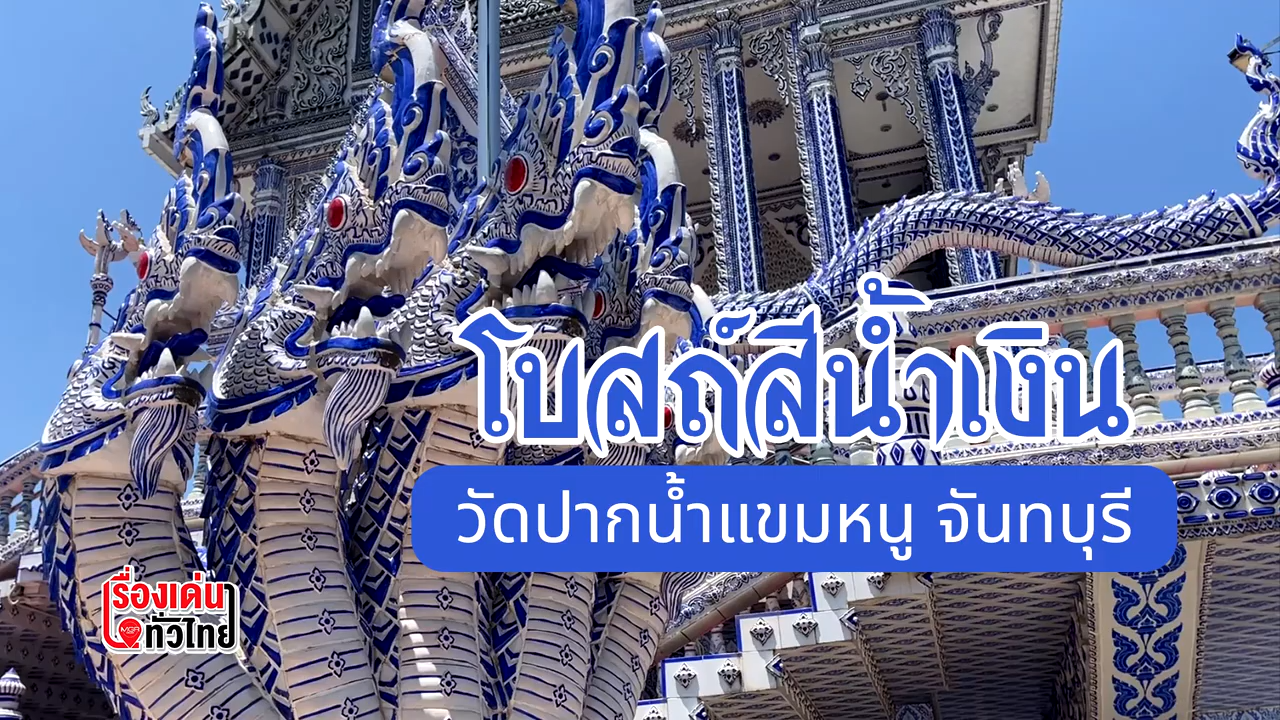 โบสถ์สีน้ำเงิน
วัดปากน้ำแขมหนู จันทบุรี
เรื่องเด่น
MGR
ทั่วไทย